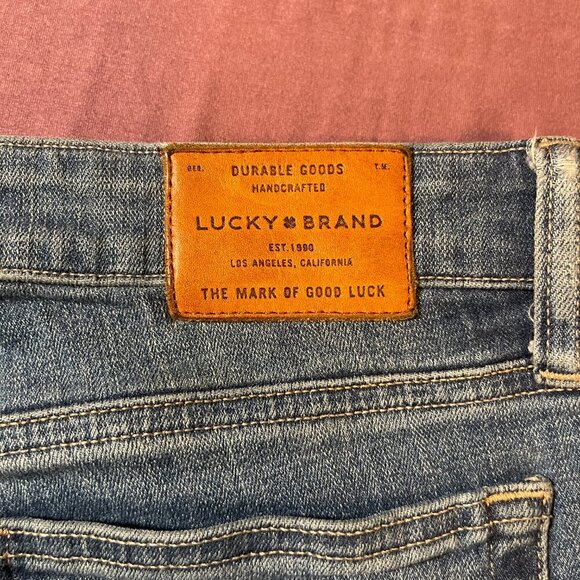 REG. DURABLE GOODS T.M.
HANDCRAFTED
LUCKY BRAND
EST. 1990
LOS ANGELES, CALIFORNIA
THE MARK OF GOOD LUCK